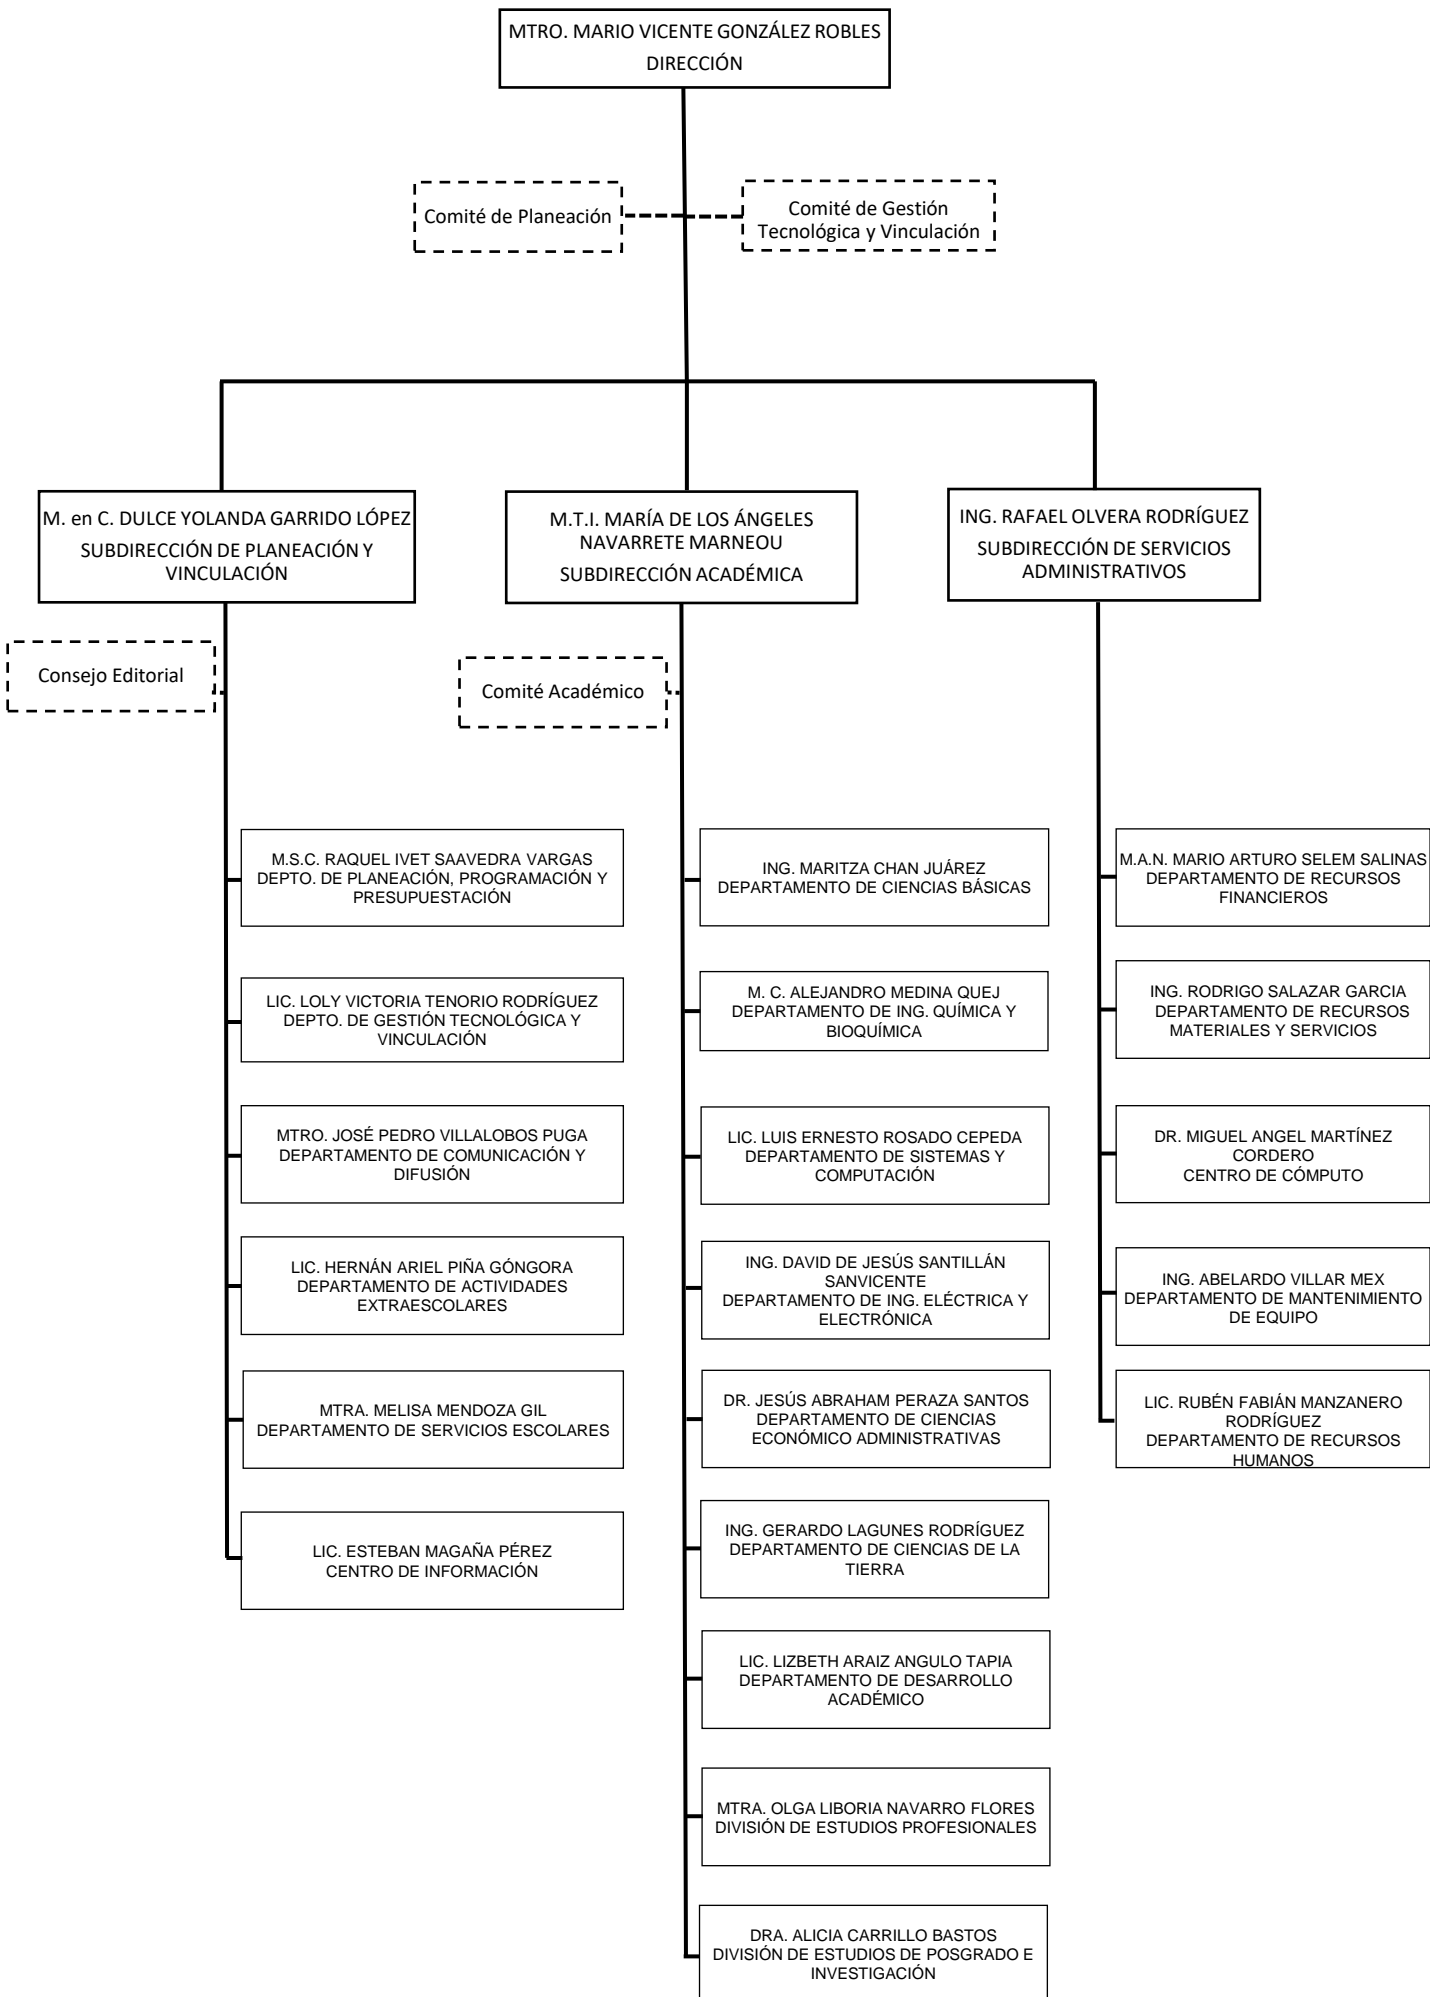 MTRO. MARIO VICENTE GONZÁLEZ ROBLES
DIRECCIÓN
Comité de Planeación
Comité de Gestión
Tecnológica y Vinculación
M. en C. DULCE YOLANDA GARRIDO LÓPEZ
SUBDIRECCIÓN DE PLANEACIÓN Y
VINCULACIÓN
M.T.I. MARÍA DE LOS ÁNGELES
NAVARRETE MARNEOU
SUBDIRECCIÓN ACADÉMICA
ING. RAFAEL OLVERA RODRÍGUEZ
SUBDIRECCIÓN DE SERVICIOS
ADMINISTRATIVOS
Consejo Editorial
Comité Académico
M.S.C. RAQUEL IVET SAAVEDRA VARGAS
DEPTO. DE PLANEACIÓN, PROGRAMACIÓN Y
PRESUPUESTACIÓN
LIC. LOLY VICTORIA TENORIO RODRÍGUEZ
DEPTO. DE GESTIÓN TECNOLÓGICA Y
VINCULACIÓN
MTRO. JOSÉ PEDRO VILLALOBOS PUGA
DEPARTAMENTO DE COMUNICACIÓN Y
DIFUSIÓN
LIC. HERNÁN ARIEL PIÑA GÓNGORA
DEPARTAMENTO DE ACTIVIDADES
EXTRAESCOLARES
MTRA. MELISA MENDOZA GIL
DEPARTAMENTO DE SERVICIOS ESCOLARES
LIC. ESTEBAN MAGAÑA PÉREZ
CENTRO DE INFORMACIÓN
ING. MARITZA CHAN JUÁREZ
DEPARTAMENTO DE CIENCIAS BÁSICAS
M. C. ALEJANDRO MEDINA QUEJ
DEPARTAMENTO DE ING. QUÍMICA Y
BIOQUÍMICA
LIC. LUIS ERNESTO ROSADO CEPEDA
DEPARTAMENTO DE SISTEMAS Y
COMPUTACIÓN
ING. DAVID DE JESÚS SANTILLÁN
SANVICENTE
DEPARTAMENTO DE ING. ELÉCTRICA Y
ELECTRÓNICA
DR. JESÚS ABRAHAM PERAZA SANTOS
DEPARTAMENTO DE CIENCIAS
ECONÓMICO ADMINISTRATIVAS
ING. GERARDO LAGUNES RODRÍGUEZ
DEPARTAMENTO DE CIENCIAS DE LA
TIERRA
LIC. LIZBETH ARAIZ ANGULO TAPIA
DEPARTAMENTO DE DESARROLLO
ACADÉMICO
MTRA. OLGA LIBORIA NAVARRO FLORES
DIVISIÓN DE ESTUDIOS PROFESIONALES
DRA. ALICIA CARRILLO BASTOS
DIVISIÓN DE ESTUDIOS DE POSGRADO E
INVESTIGACIÓN
M.A.N. MARIO ARTURO SELEM SALINAS
DEPARTAMENTO DE RECURSOS
FINANCIEROS
ING. RODRIGO SALAZAR GARCIA
DEPARTAMENTO DE RECURSOS
MATERIALES Y SERVICIOS
DR. MIGUEL ANGEL MARTÍNEZ
CORDERO
CENTRO DE CÓMPUTO
ING. ABELARDO VILLAR MEX
DEPARTAMENTO DE MANTENIMIENTO
DE EQUIPO
LIC. RUBÉN FABIÁN MANZANERO
RODRÍGUEZ
DEPARTAMENTO DE RECURSOS
HUMANOS